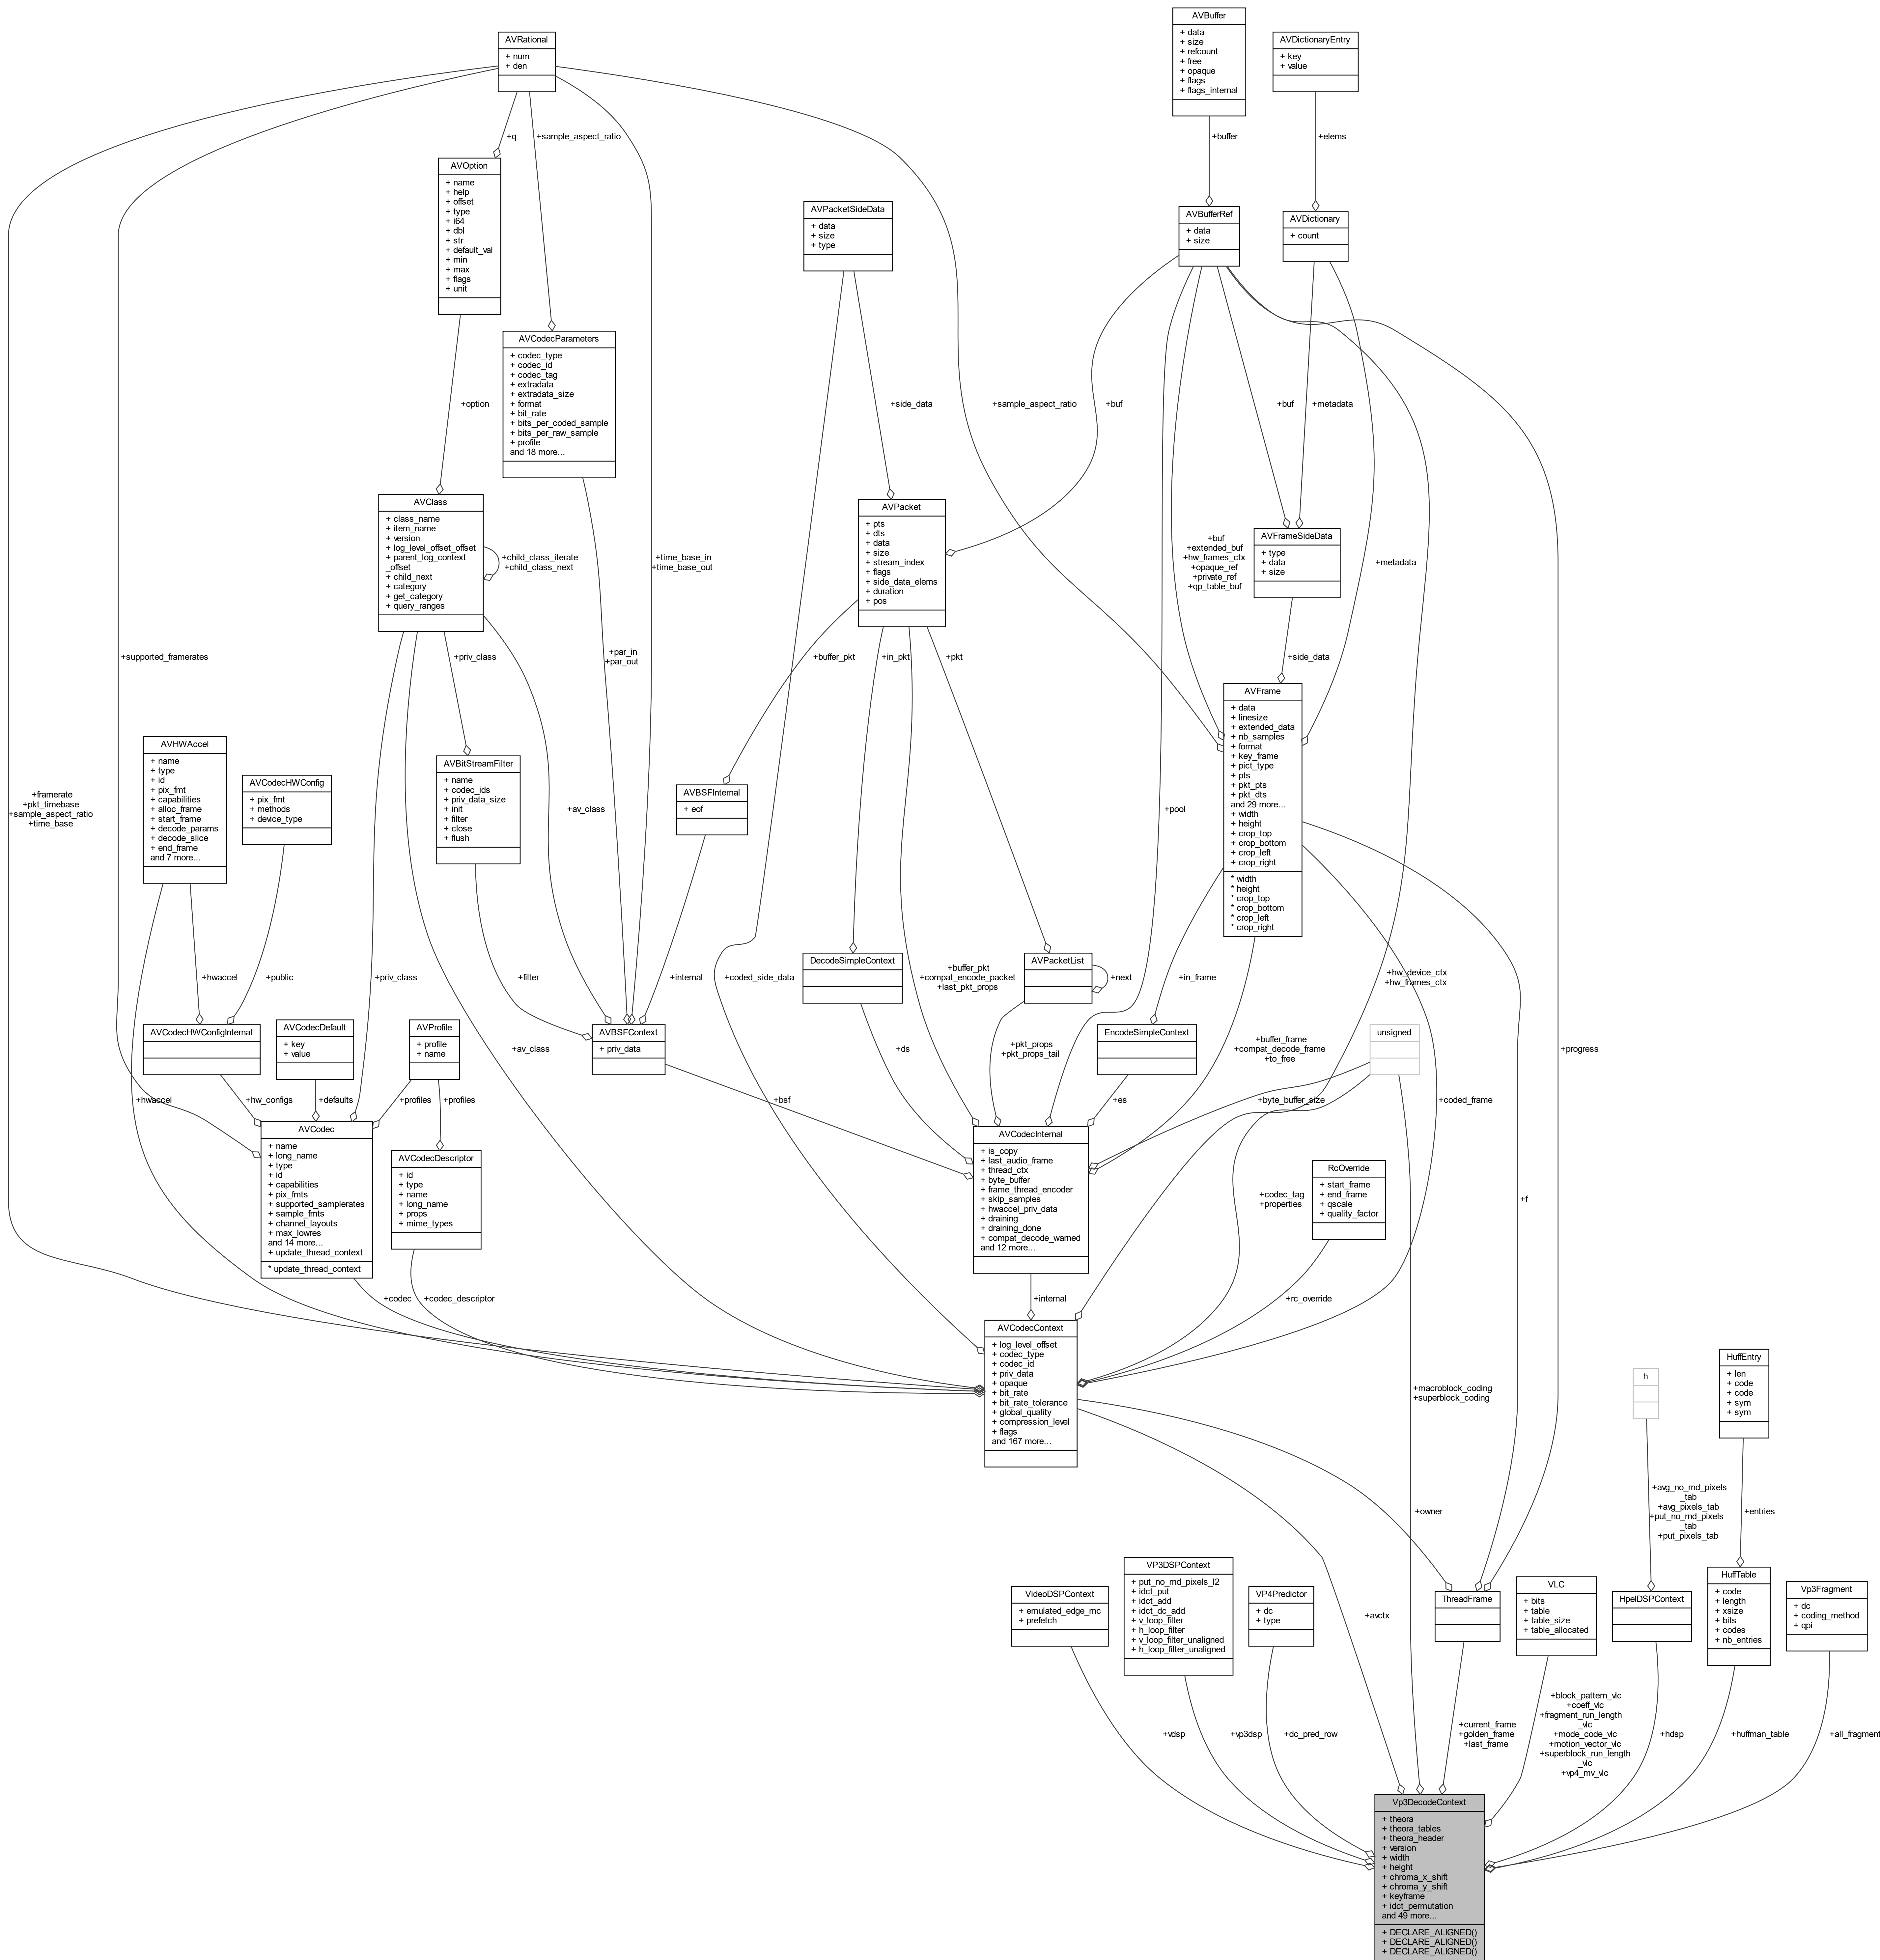 AVBuffer
+ data
+ size
+ refcount
+ free
+ opaque
+ flags
+ flags_internal
AVRational
+ num
+ den
AVDictionaryEntry
+ key
+ value
+q
+sample_aspect_ratio
+buffer
+elems
AVOption
+ name
+ help
+ offset
+ type
+ i64
+ dbl
+ str
+ default_val
+ min
+ max
+ flags
+ unit
AVPacketSideData
+ data
+ size
+ type
AVBufferRef
+ data
+ size
AVDictionary
+ count
AVCodecParameters
+ codec_type
+ codec_id
+ codec_tag
+ extradata
+ extradata_size
+ format
+ bit_rate
+ bits_per_coded_sample
+ bits_per_raw_sample
+ profile
and 18 more...
+option
+side_data
+sample_aspect_ratio
+buf
+buf
+metadata
AVClass
+ class_name
+ item_name
+ version
+ log_level_offset_offset
+ parent_log_context
_offset
+ child_next
+ category
+ get_category
+ query_ranges
+child_class_iterate
+child_class_next
+time_base_in
+time_base_out
AVPacket
+ pts
+ dts
+ data
+ size
+ stream_index
+ flags
+ side_data_elems
+ duration
+ pos
+buf
+extended_buf
+hw_frames_ctx
+opaque_ref
+private_ref
+qp_table_buf
AVFrameSideData
+ type
+ data
+ size
+metadata
+supported_framerates
+priv_class
+par_in
+par_out
+buffer_pkt
+in_pkt
+pkt
+side_data
AVFrame
+ data
+ linesize
+ extended_data
+ nb_samples
+ format
+ key_frame
+ pict_type
+ pts
+ pkt_pts
+ pkt_dts
and 29 more...
+ width
+ height
+ crop_top
+ crop_bottom
+ crop_left
+ crop_right
* width
* height
* crop_top
* crop_bottom
* crop_left
* crop_right
AVHWAccel
+ name
+ type
+ id
+ pix_fmt
+ capabilities
+ alloc_frame
+ start_frame
+ decode_params
+ decode_slice
+ end_frame
and 7 more...
AVCodecHWConfig
+ pix_fmt
+ methods
+ device_type
AVBitStreamFilter
+ name
+ codec_ids
+ priv_data_size
+ init
+ filter
+ close
+ flush
AVBSFInternal
+ eof
+framerate
+pkt_timebase
+sample_aspect_ratio
+time_base
+av_class
+pool
+hwaccel
+public
+priv_class
+filter
+internal
+coded_side_data
DecodeSimpleContext
+buffer_pkt
+compat_encode_packet
+last_pkt_props
AVPacketList
+next
+in_frame
+hw_device_ctx
+hw_frames_ctx
AVCodecHWConfigInternal
AVCodecDefault
+ key
+ value
AVProfile
+ profile
+ name
+av_class
AVBSFContext
+ priv_data
+ds
+pkt_props
+pkt_props_tail
EncodeSimpleContext
+buffer_frame
+compat_decode_frame
+to_free
unsigned
+progress
+hwaccel
+hw_configs
+defaults
+profiles
+profiles
+bsf
+es
+byte_buffer_size
+coded_frame
AVCodec
+ name
+ long_name
+ type
+ id
+ capabilities
+ pix_fmts
+ supported_samplerates
+ sample_fmts
+ channel_layouts
+ max_lowres
and 14 more...
+ update_thread_context
* update_thread_context
AVCodecDescriptor
+ id
+ type
+ name
+ long_name
+ props
+ mime_types
AVCodecInternal
+ is_copy
+ last_audio_frame
+ thread_ctx
+ byte_buffer
+ frame_thread_encoder
+ skip_samples
+ hwaccel_priv_data
+ draining
+ draining_done
+ compat_decode_warned
and 12 more...
+codec_tag
+properties
RcOverride
+ start_frame
+ end_frame
+ qscale
+ quality_factor
+f
+codec
+codec_descriptor
+internal
+rc_override
AVCodecContext
+ log_level_offset
+ codec_type
+ codec_id
+ priv_data
+ opaque
+ bit_rate
+ bit_rate_tolerance
+ global_quality
+ compression_level
+ flags
and 167 more...
+macroblock_coding
+superblock_coding
h
HuffEntry
+ len
+ code
+ code
+ sym
+ sym
+owner
+avg_no_rnd_pixels
_tab
+avg_pixels_tab
+put_no_rnd_pixels
_tab
+put_pixels_tab
+entries
VideoDSPContext
+ emulated_edge_mc
+ prefetch
VP3DSPContext
+ put_no_rnd_pixels_l2
+ idct_put
+ idct_add
+ idct_dc_add
+ v_loop_filter
+ h_loop_filter
+ v_loop_filter_unaligned
+ h_loop_filter_unaligned
VP4Predictor
+ dc
+ type
+avctx
ThreadFrame
VLC
+ bits
+ table
+ table_size
+ table_allocated
HpelDSPContext
HuffTable
+ code
+ length
+ xsize
+ bits
+ codes
+ nb_entries
Vp3Fragment
+ dc
+ coding_method
+ qpi
+vdsp
+vp3dsp
+dc_pred_row
+current_frame
+golden_frame
+last_frame
+block_pattern_vlc
+coeff_vlc
+fragment_run_length
_vlc
+mode_code_vlc
+motion_vector_vlc
+superblock_run_length
_vlc
+vp4_mv_vlc
+hdsp
+huffman_table
+all_fragments
Vp3DecodeContext
+ theora
+ theora_tables
+ theora_header
+ version
+ width
+ height
+ chroma_x_shift
+ chroma_y_shift
+ keyframe
+ idct_permutation
and 49 more...
+ DECLARE_ALIGNED()
+ DECLARE_ALIGNED()
+ DECLARE_ALIGNED()